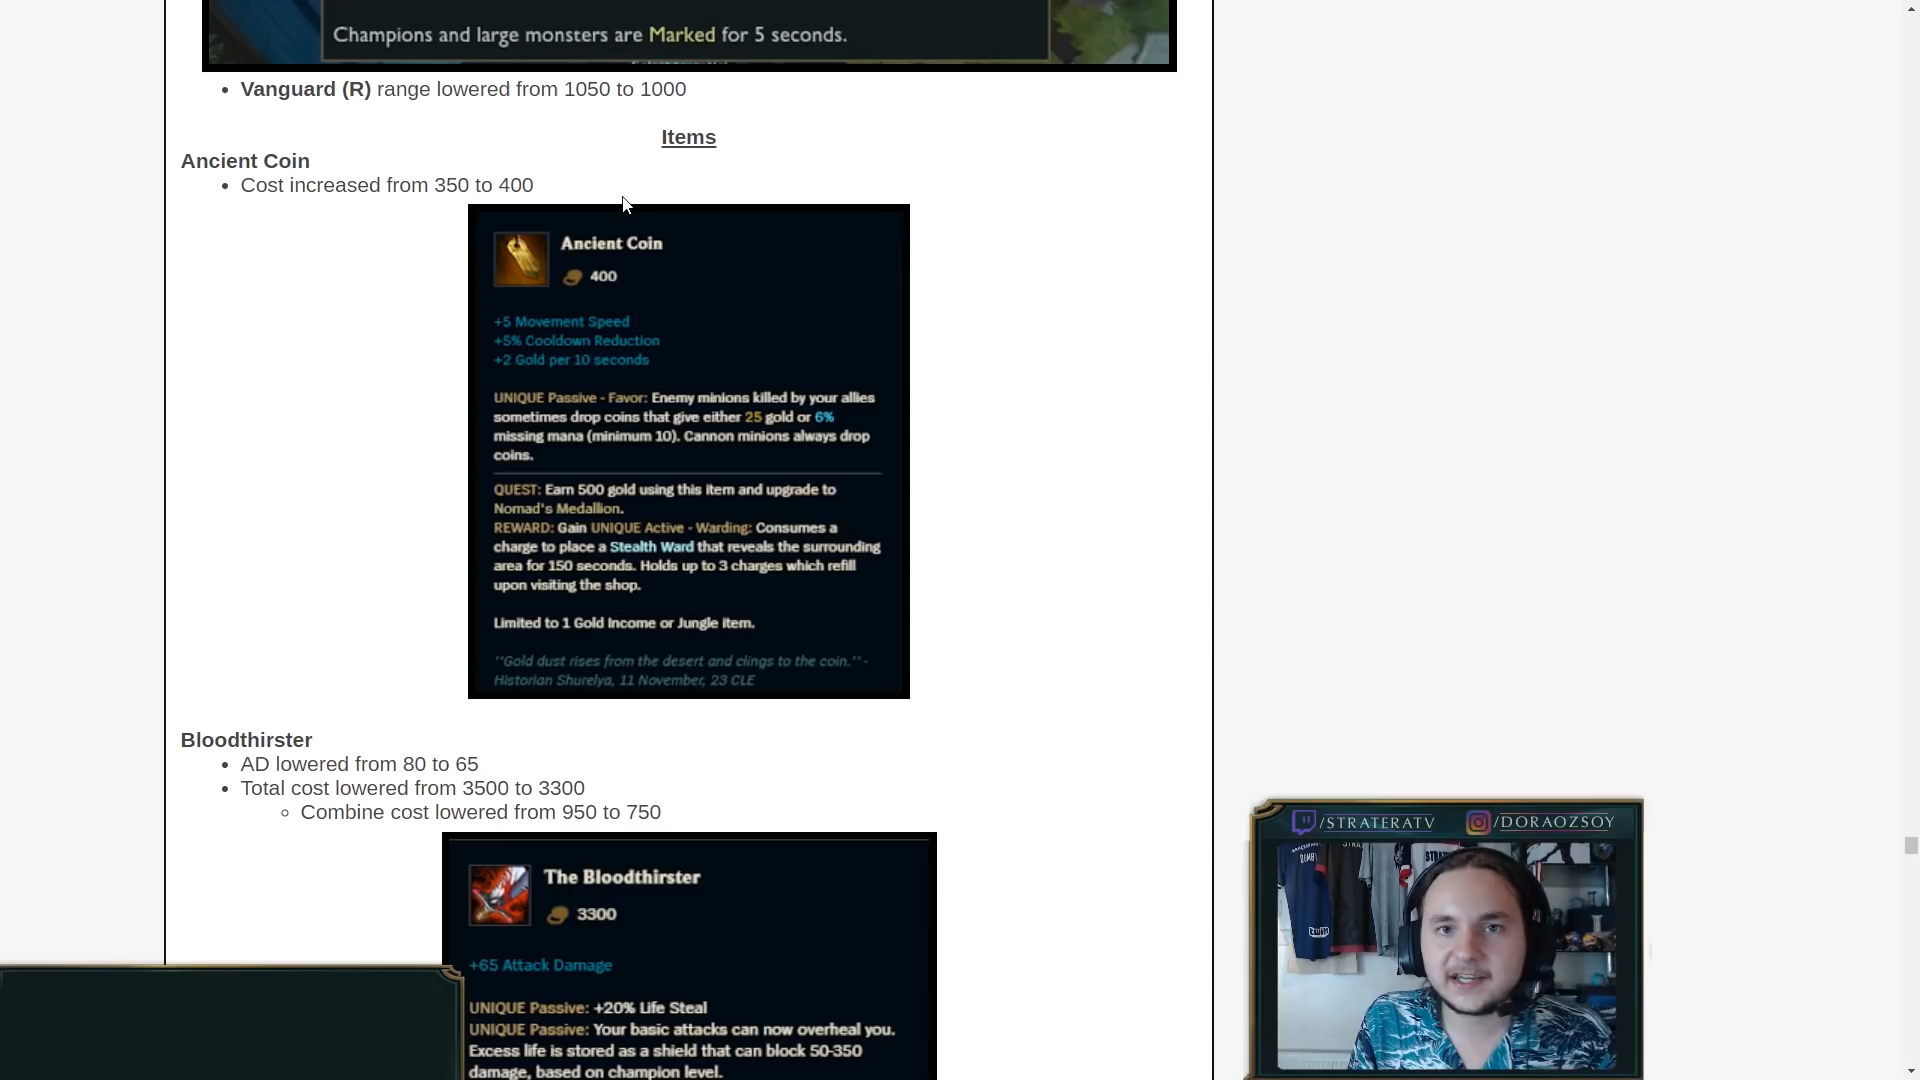 Champions and large monsters are Marked for 5 seconds.
• Vanguard (R) range lowered from 1050 to 1000
Items
Ancient Coin
• Cost increased from 350 to 400
Ancient Coin
400
+5 Movement Speed
+5% Cooldown Reduction
+2 Gold per 10 seconds
UNIQUE Passive - Favor: Enemy minions killed by your allies
sometimes drop coins that give either 25 gold or 6%
missing mana (minimum 10). Cannon minions always drop
coins.
QUEST: Earn 500 gold using this item and upgrade to
Nomad's Medallion.
REWARD: Gain UNIQUE Active - Warding: Consumes a
charge to place a Stealth Ward that reveals the surrounding
area for 150 seconds. Holds up to 3 charges which refill
upon visiting the shop.
Limited to 1 Gold Income or Jungle item.
''Gold dust rises from the desert and clings to the coin.'' -
Historian Shurelya, 11 November, 23 CLE
Bloodthirster
• AD lowered from 80 to 65
• Total cost lowered from 3500 to 3300
◦ Combine cost lowered from 950 to 750
The Bloodthirster
3300
+65 Attack Damage
UNIQUE Passive: +20% Life Steal
UNIQUE Passive: Your basic attacks can now overheal you.
Excess life is stored as a shield that can block 50-350
damage, based on champion level.
/STRATERATV
/DORAOZSOY